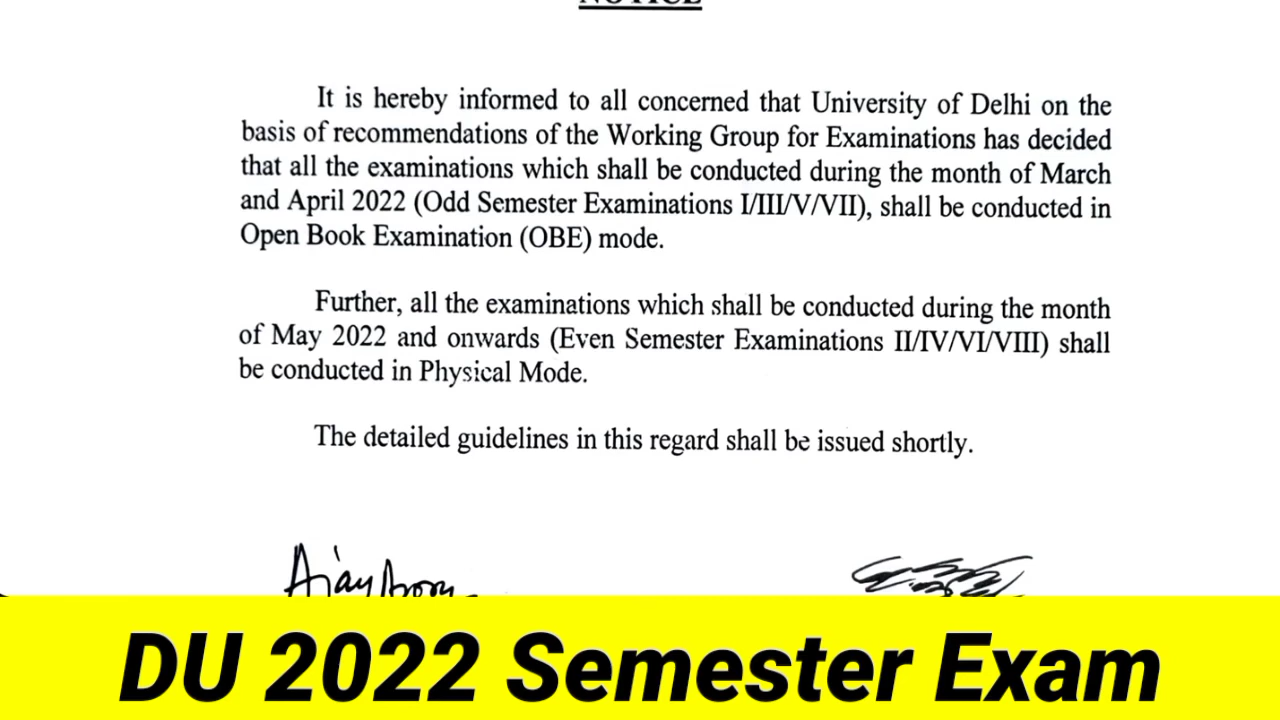 NOTICE
It is hereby informed to all concerned that University of Delhi on the
basis of recommendations of the Working Group for Examinations has decided
that all the examinations which shall be conducted during the month of March
and April 2022 (Odd Semester Examinations I/III/V/VII), shall be conducted in
Open Book Examination (OBE) mode.
Further, all the examinations which shall be conducted during the month
of May 2022 and onwards (Even Semester Examinations II/IV/VI/VIII) shall
be conducted in Physical Mode.
The detailed guidelines in this regard shall be issued shortly.
Ajay
DU 2022 Semester Exam